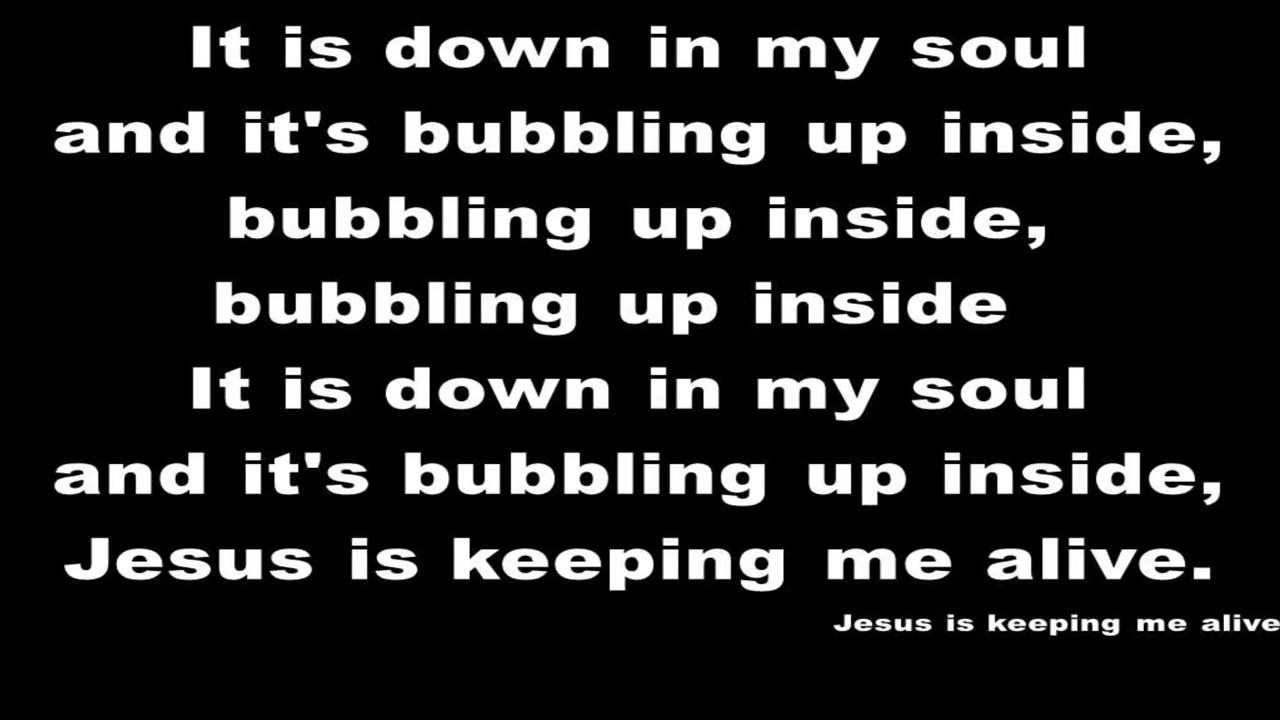 It is down in my soul
and it's bubbling up inside,
bubbling up inside,
bubbling up inside
It is down in my soul
and it's bubbling up inside,
Jesus is keeping me alive.
Jesus is keeping me alive